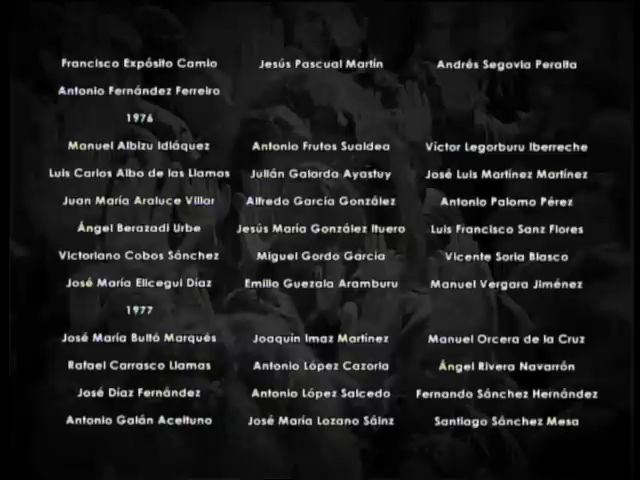 Francisco Expósito Camio Jesús Pascual Martín Andrés Segovia Peralta
Antonio Fernández Ferreiro
1976
Manuel Albizu Idiáquez Antonio Frutos Sualdea Víctor Legorburu Iberreche
Luis Carlos Albo de las Llamos Julián Galarda Ayastuy José Luis Martínez Martínez
Juan María Araluce Villar Alfredo García González Antonio Palomo Pérez
Ángel Berazadi Urbe Jesús María González Ituero Luis Francisco Sanz Flores
Victoriano Cobos Sánchez Miguel Gordo García Vicente Soria Blasco
José María Elicegui Díaz Emilio Guezala Aramburu Manuel Vergara Jiménez
1977
José María Bultó Marqués Joaquín Imaz Martínez Manuel Orcera de la Cruz
Rafael Carrasco Llamas Antonio López Cazorla Ángel Rivera Navarrón
José Díaz Fernández Antonio López Salcedo Fernando Sánchez Hernández
Antonio Galán Aceituno José María Lozano Sáinz Santiago Sánchez Mesa